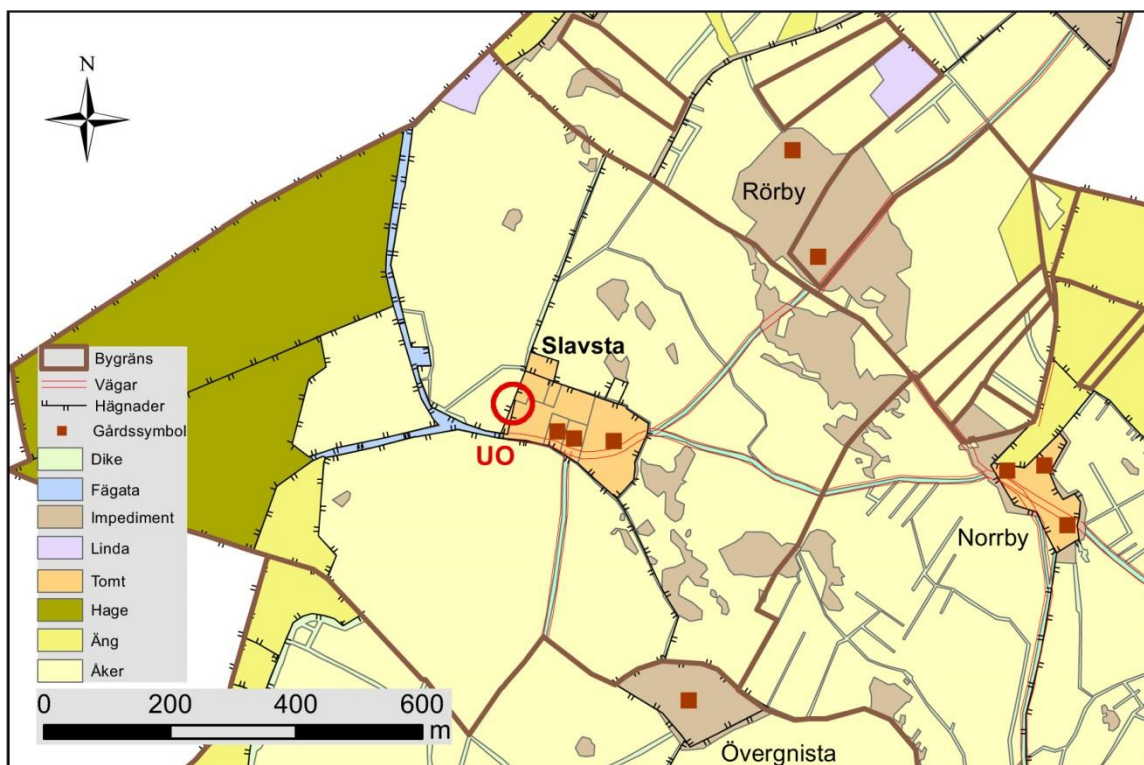 N
Rörby
Slavsta
UO
Norrby
Övergnista
Bygräns
Vägar
Hägnader
Gårdssymbol
Dike
Fägata
Impediment
Linda
Tomt
Hage
Äng
Åker
0 200 400 600
m